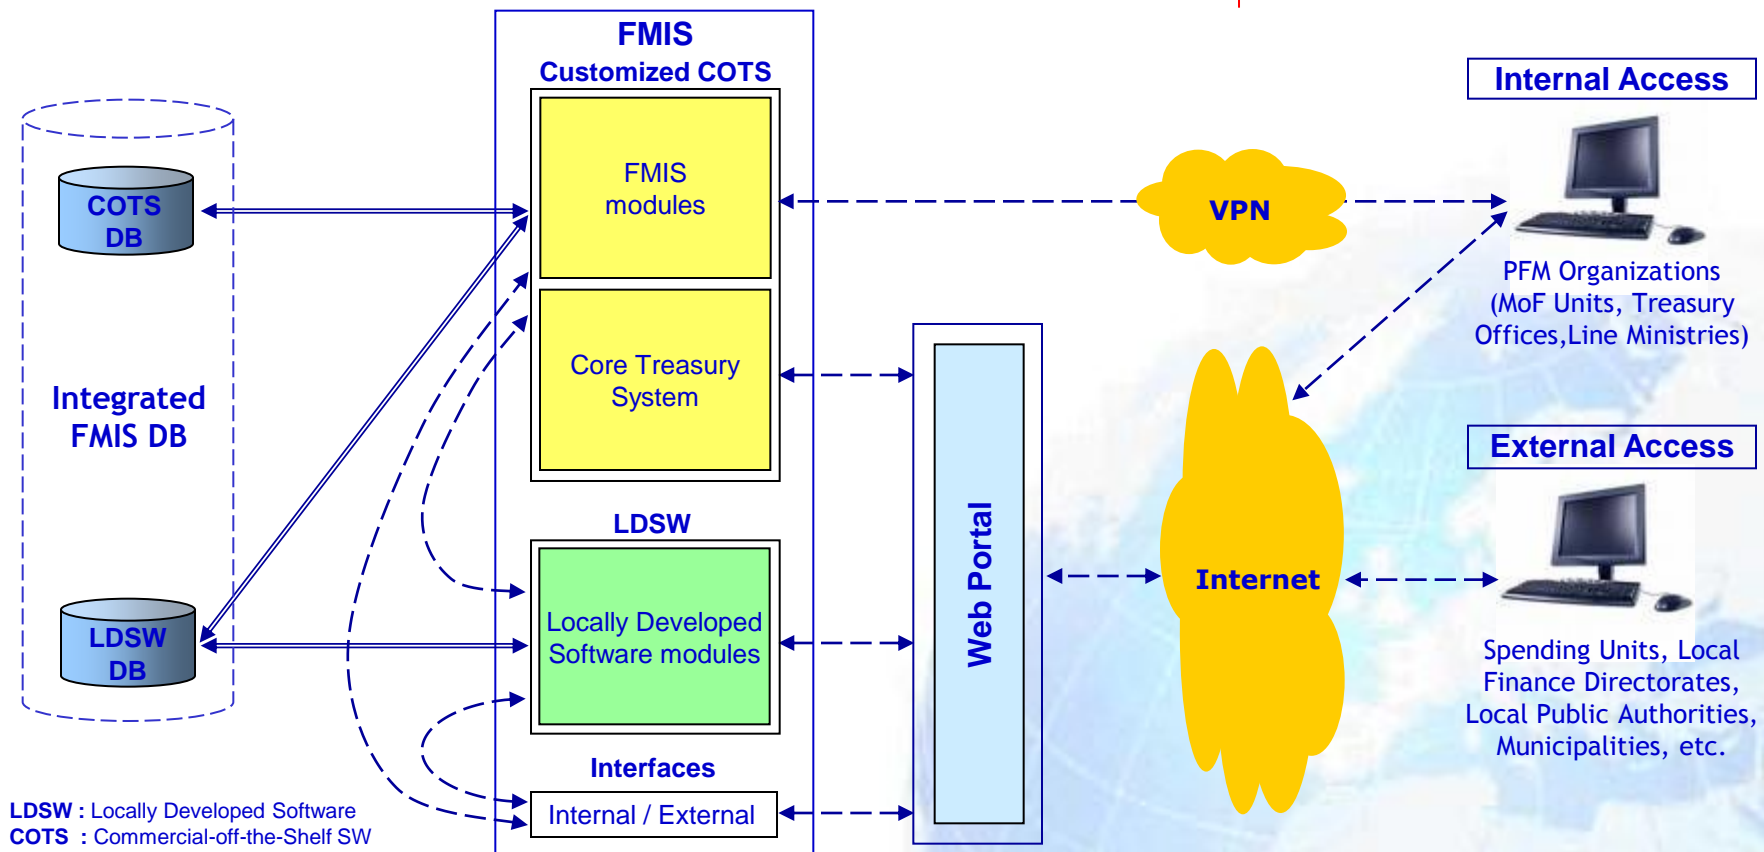 FMIS
Customized COTS
FMIS
modules
Core Treasury
System
LDSW
Locally Developed
Software modules
Interfaces
Internal / External
COTS
DB
Integrated
FMIS DB
LDSW
DB
LDSW : Locally Developed Software
COTS : Commercial-off-the-Shelf SW
Web Portal
VPN
Internet
Internal Access
PFM Organizations
(MoF Units, Treasury
Offices,Line Ministries)
External Access
Spending Units, Local
Finance Directorates,
Local Public Authorities,
Municipalities, etc.